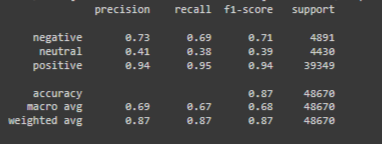 precision recall f1-score support
negative 0.73 0.69 0.71 4891
neutral 0.41 0.38 0.39 4430
positive 0.94 0.95 0.94 39349
accuracy 0.87 48670
macro avg 0.69 0.67 0.68 48670
weighted avg 0.87 0.87 0.87 48670